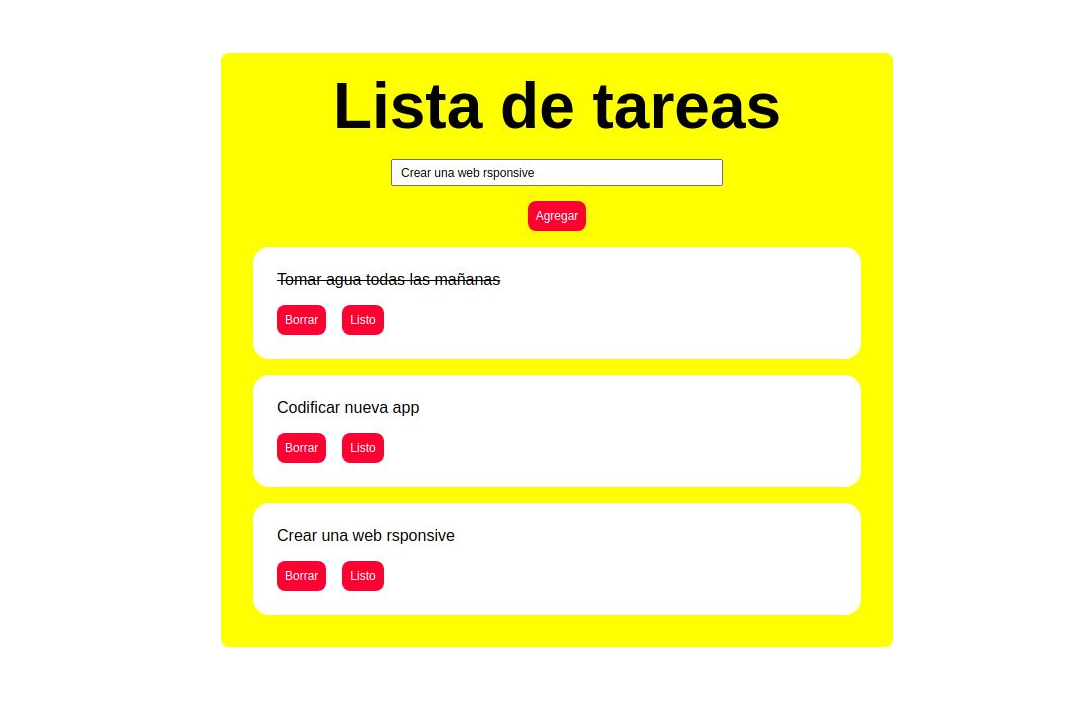 Lista de tareas
Crear una web rsponsive
Agregar
Tomar agua todas las mañanas
Borrar Listo
Codificar nueva app
Borrar Listo
Crear una web rsponsive
Borrar Listo